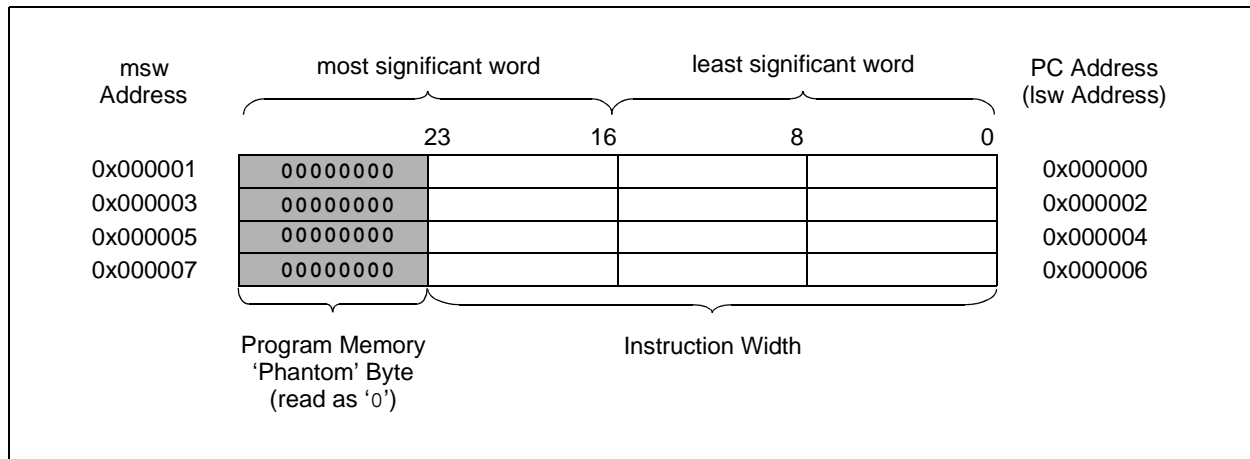 msw
Address
most significant word
least significant word
PC Address
(lsw Address)
23
16
8
0
0x000001
00000000
0x000000
0x000003
00000000
0x000002
0x000005
00000000
0x000004
0x000007
00000000
0x000006
Program Memory
‘Phantom’ Byte
(read as ‘0’)
Instruction Width